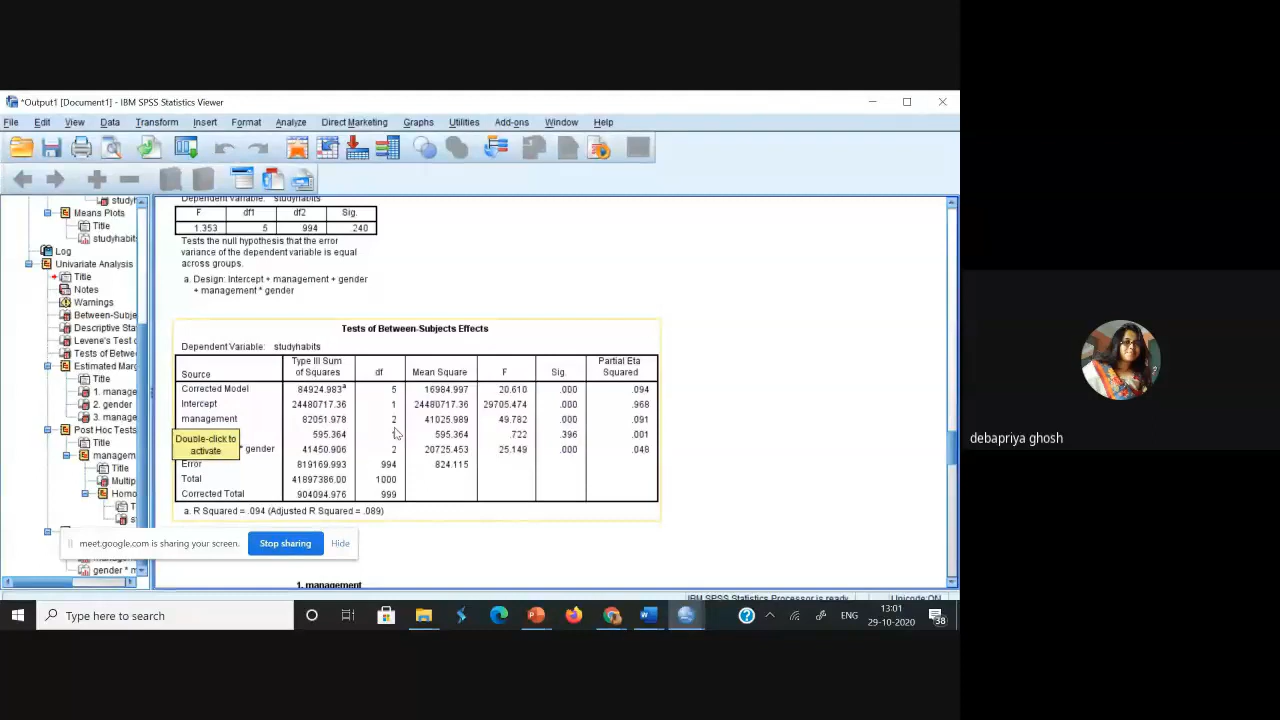 *Output1 [Document1] - IBM SPSS Statistics Viewer
File Edit View Data Transform Insert Format Analyze Direct Marketing Graphs Utilities Add-ons Window Help
studyh
Means Plots
Title
studyhabits
Log
Univariate Analysis
Title
Notes
Warnings
Between-Subje
Descriptive Sta
Levene's Test o
Tests of Betwe
Estimated Marg
Title
1. manage
2. gender
3. manage
Post Hoc Tests
Title
managem
Title
Multip
Homo
T
s
gender * m
Dependent Variable: studyhabits
F df1 df2 Sig.
1.353 5 994 .240
Tests the null hypothesis that the error
variance of the dependent variable is equal
across groups.
a. Design: Intercept + management + gender
+ management * gender
Tests of Between-Subjects Effects
Dependent Variable: studyhabits
Source Type III Sum of Squares df Mean Square F Sig. Partial Eta Squared
Corrected Model 84924.983a 5 16984.997 20.610 .000 .094
Intercept 24480717.36 1 24480717.36 29705.474 .000 .968
management 82051.978 2 41025.989 49.782 .000 .091
595.364 595.364 .722 .396 .001
* gender 41450.906 2 20725.453 25.149 .000 .048
Error 819169.993 994 824.115
Total 41897386.00 1000
Corrected Total 904094.976 999
a. R Squared = .094 (Adjusted R Squared = .089)
Double-click to
activate
meet.google.com is sharing your screen. Stop sharing Hide
1. management
IBM SPSS Statistics Processor is ready Unicode:ON
Type here to search
ENG
13:01
29-10-2020
38
debapriya ghosh